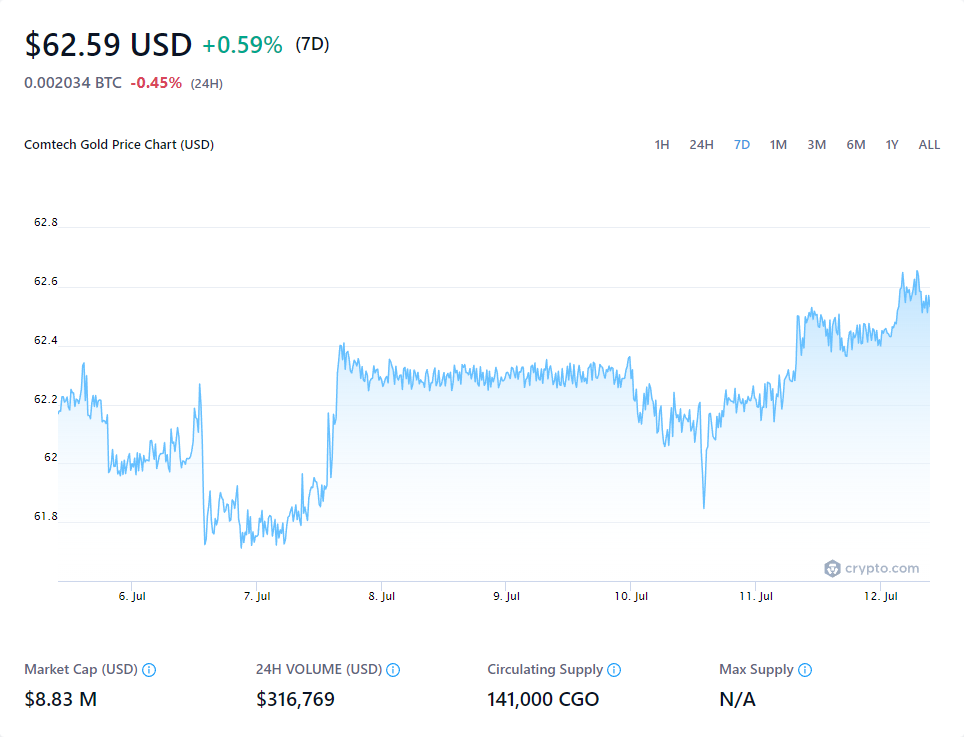 $62.59 USD +0.59% (7D)
0.002034 BTC -0.45% (24H)
Comtech Gold Price Chart (USD)
1H 24H 7D 1M 3M 6M 1Y ALL
62.8
62.6
62.4
62.2
62
61.8
crypto.com
6. Jul 7. Jul 8. Jul 9. Jul 10. Jul 11. Jul 12. Jul
Market Cap (USD) 24H VOLUME (USD) Circulating Supply Max Supply
$8.83 M $316,769 141,000 CGO N/A